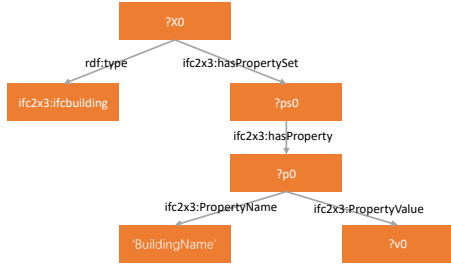 ?X0
rdf:type
ifc2x3:hasPropertySet
ifc2x3:ifcbuilding
?ps0
ifc2x3:hasProperty
?p0
ifc2x3:PropertyName
ifc2x3:PropertyValue
'BuildingName'
?v0